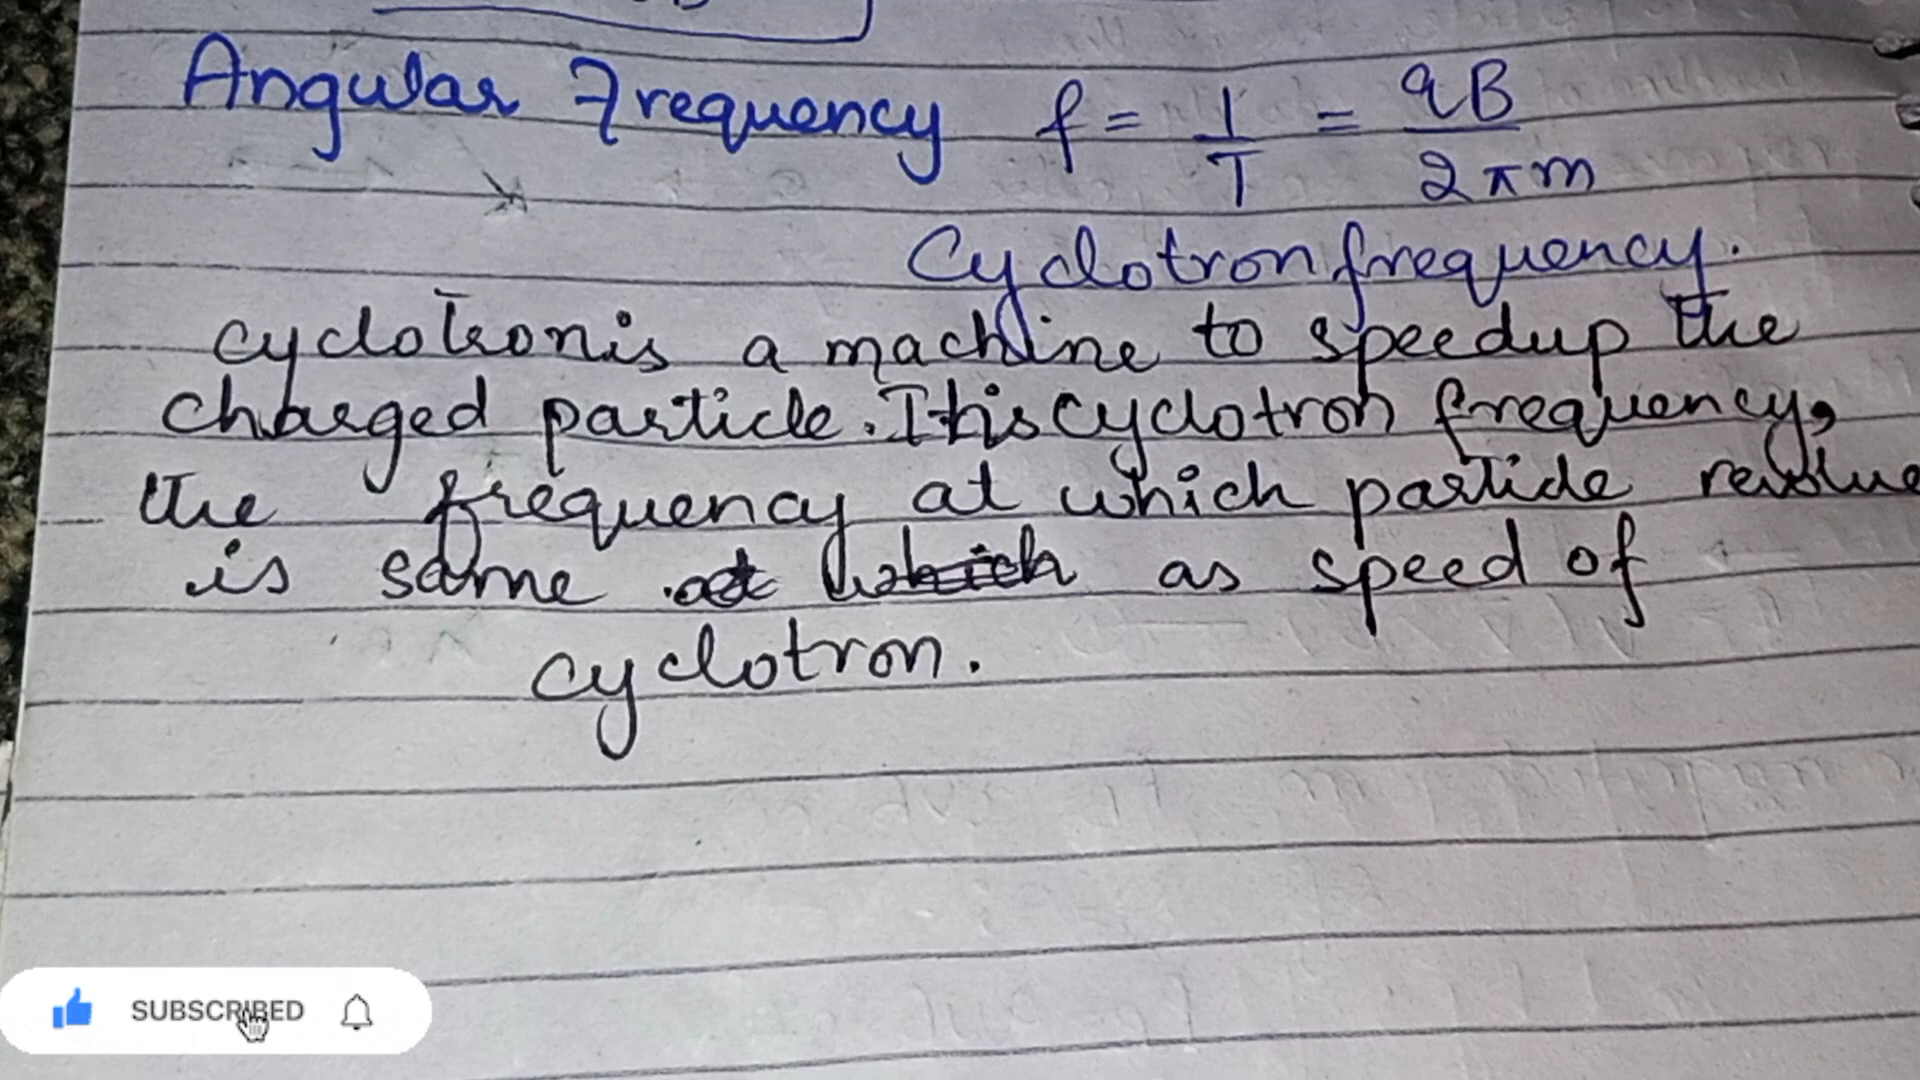 Angular Frequency f = 1/T = qB/2πm
Cyclotron frequency.
cyclotron is a machine to speedup the
charged particle. This cyclotron frequency,
the frequency at which particle revolve
is same as speed of
cyclotron.
SUBSCRIBED